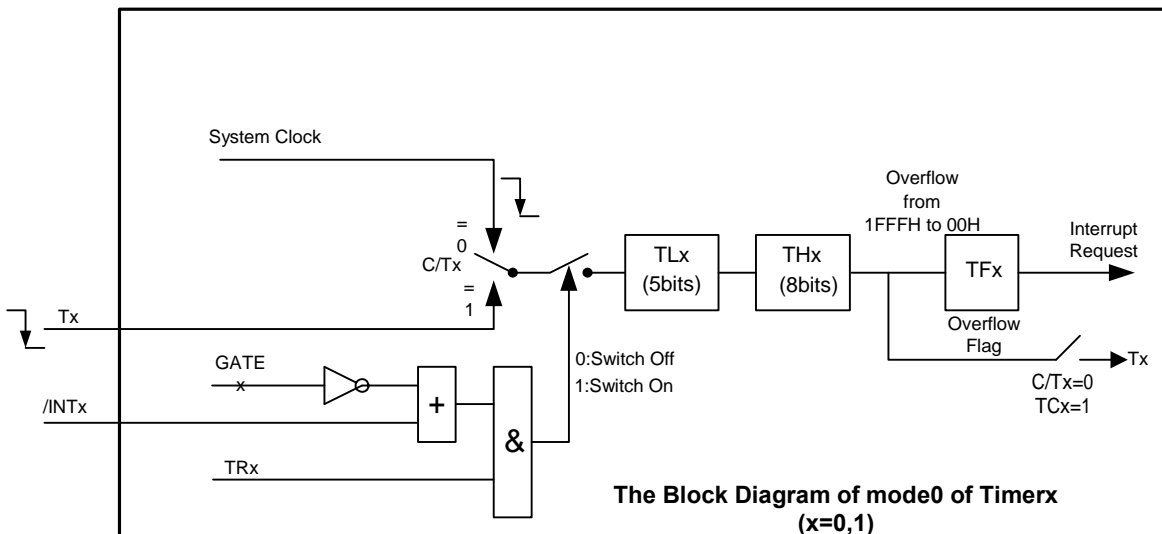 System Clock
Overflow
from
1FFFH to 00H
Interrupt
Request
=
0
C/Tx
=
1
TLx
(5bits)
THx
(8bits)
TFx
Tx
Overflow
Flag
Tx
0:Switch Off
1:Switch On
C/Tx=0
TCx=1
GATE
x
/INTx
+
&
TRx
The Block Diagram of mode0 of Timerx
(x=0,1)